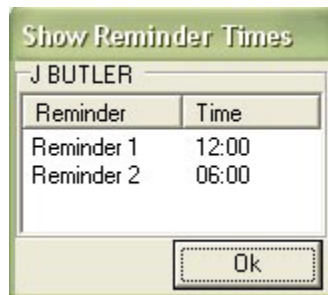 Show Reminder Times
J BUTLER
Reminder Time
Reminder 1 12:00
Reminder 2 06:00
Ok